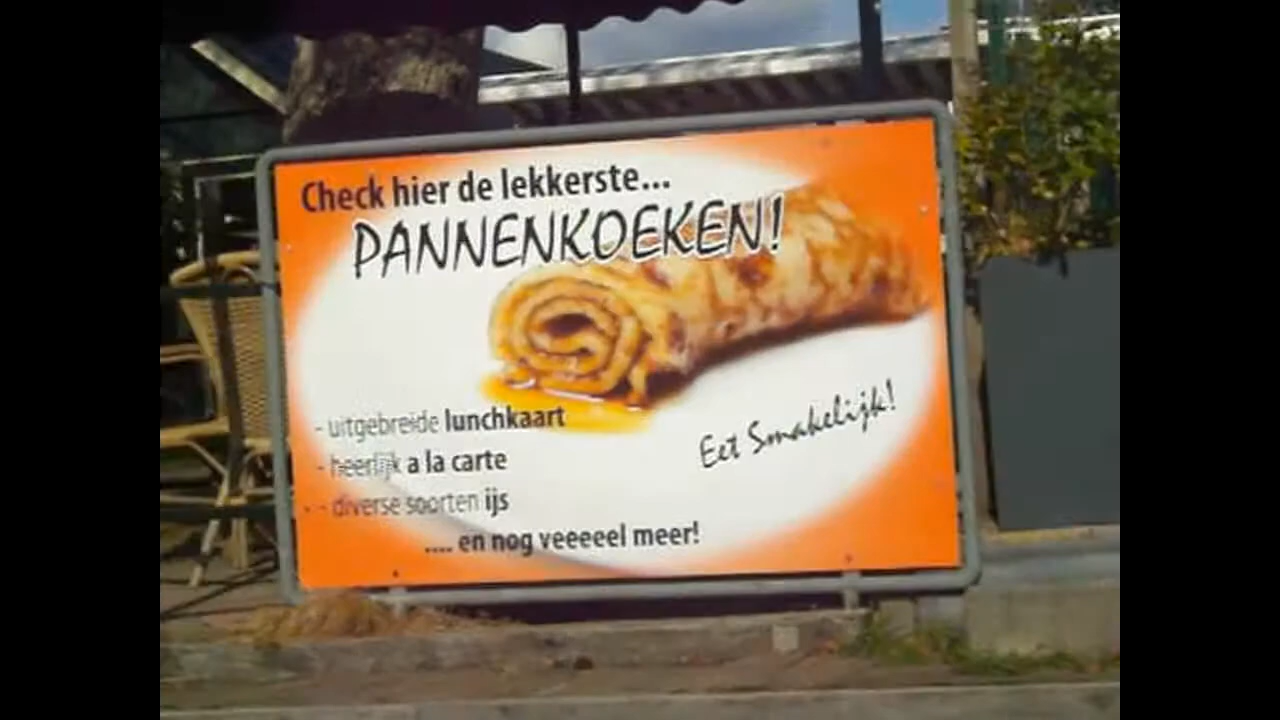 Check hier de lekkerste...
PANNENKOEKEN!
- uitgebreide lunchkaart
- heerlijk a la carte
- diverse soorten ijs
.... en nog veeeeel meer!
Eet Smakelijk!